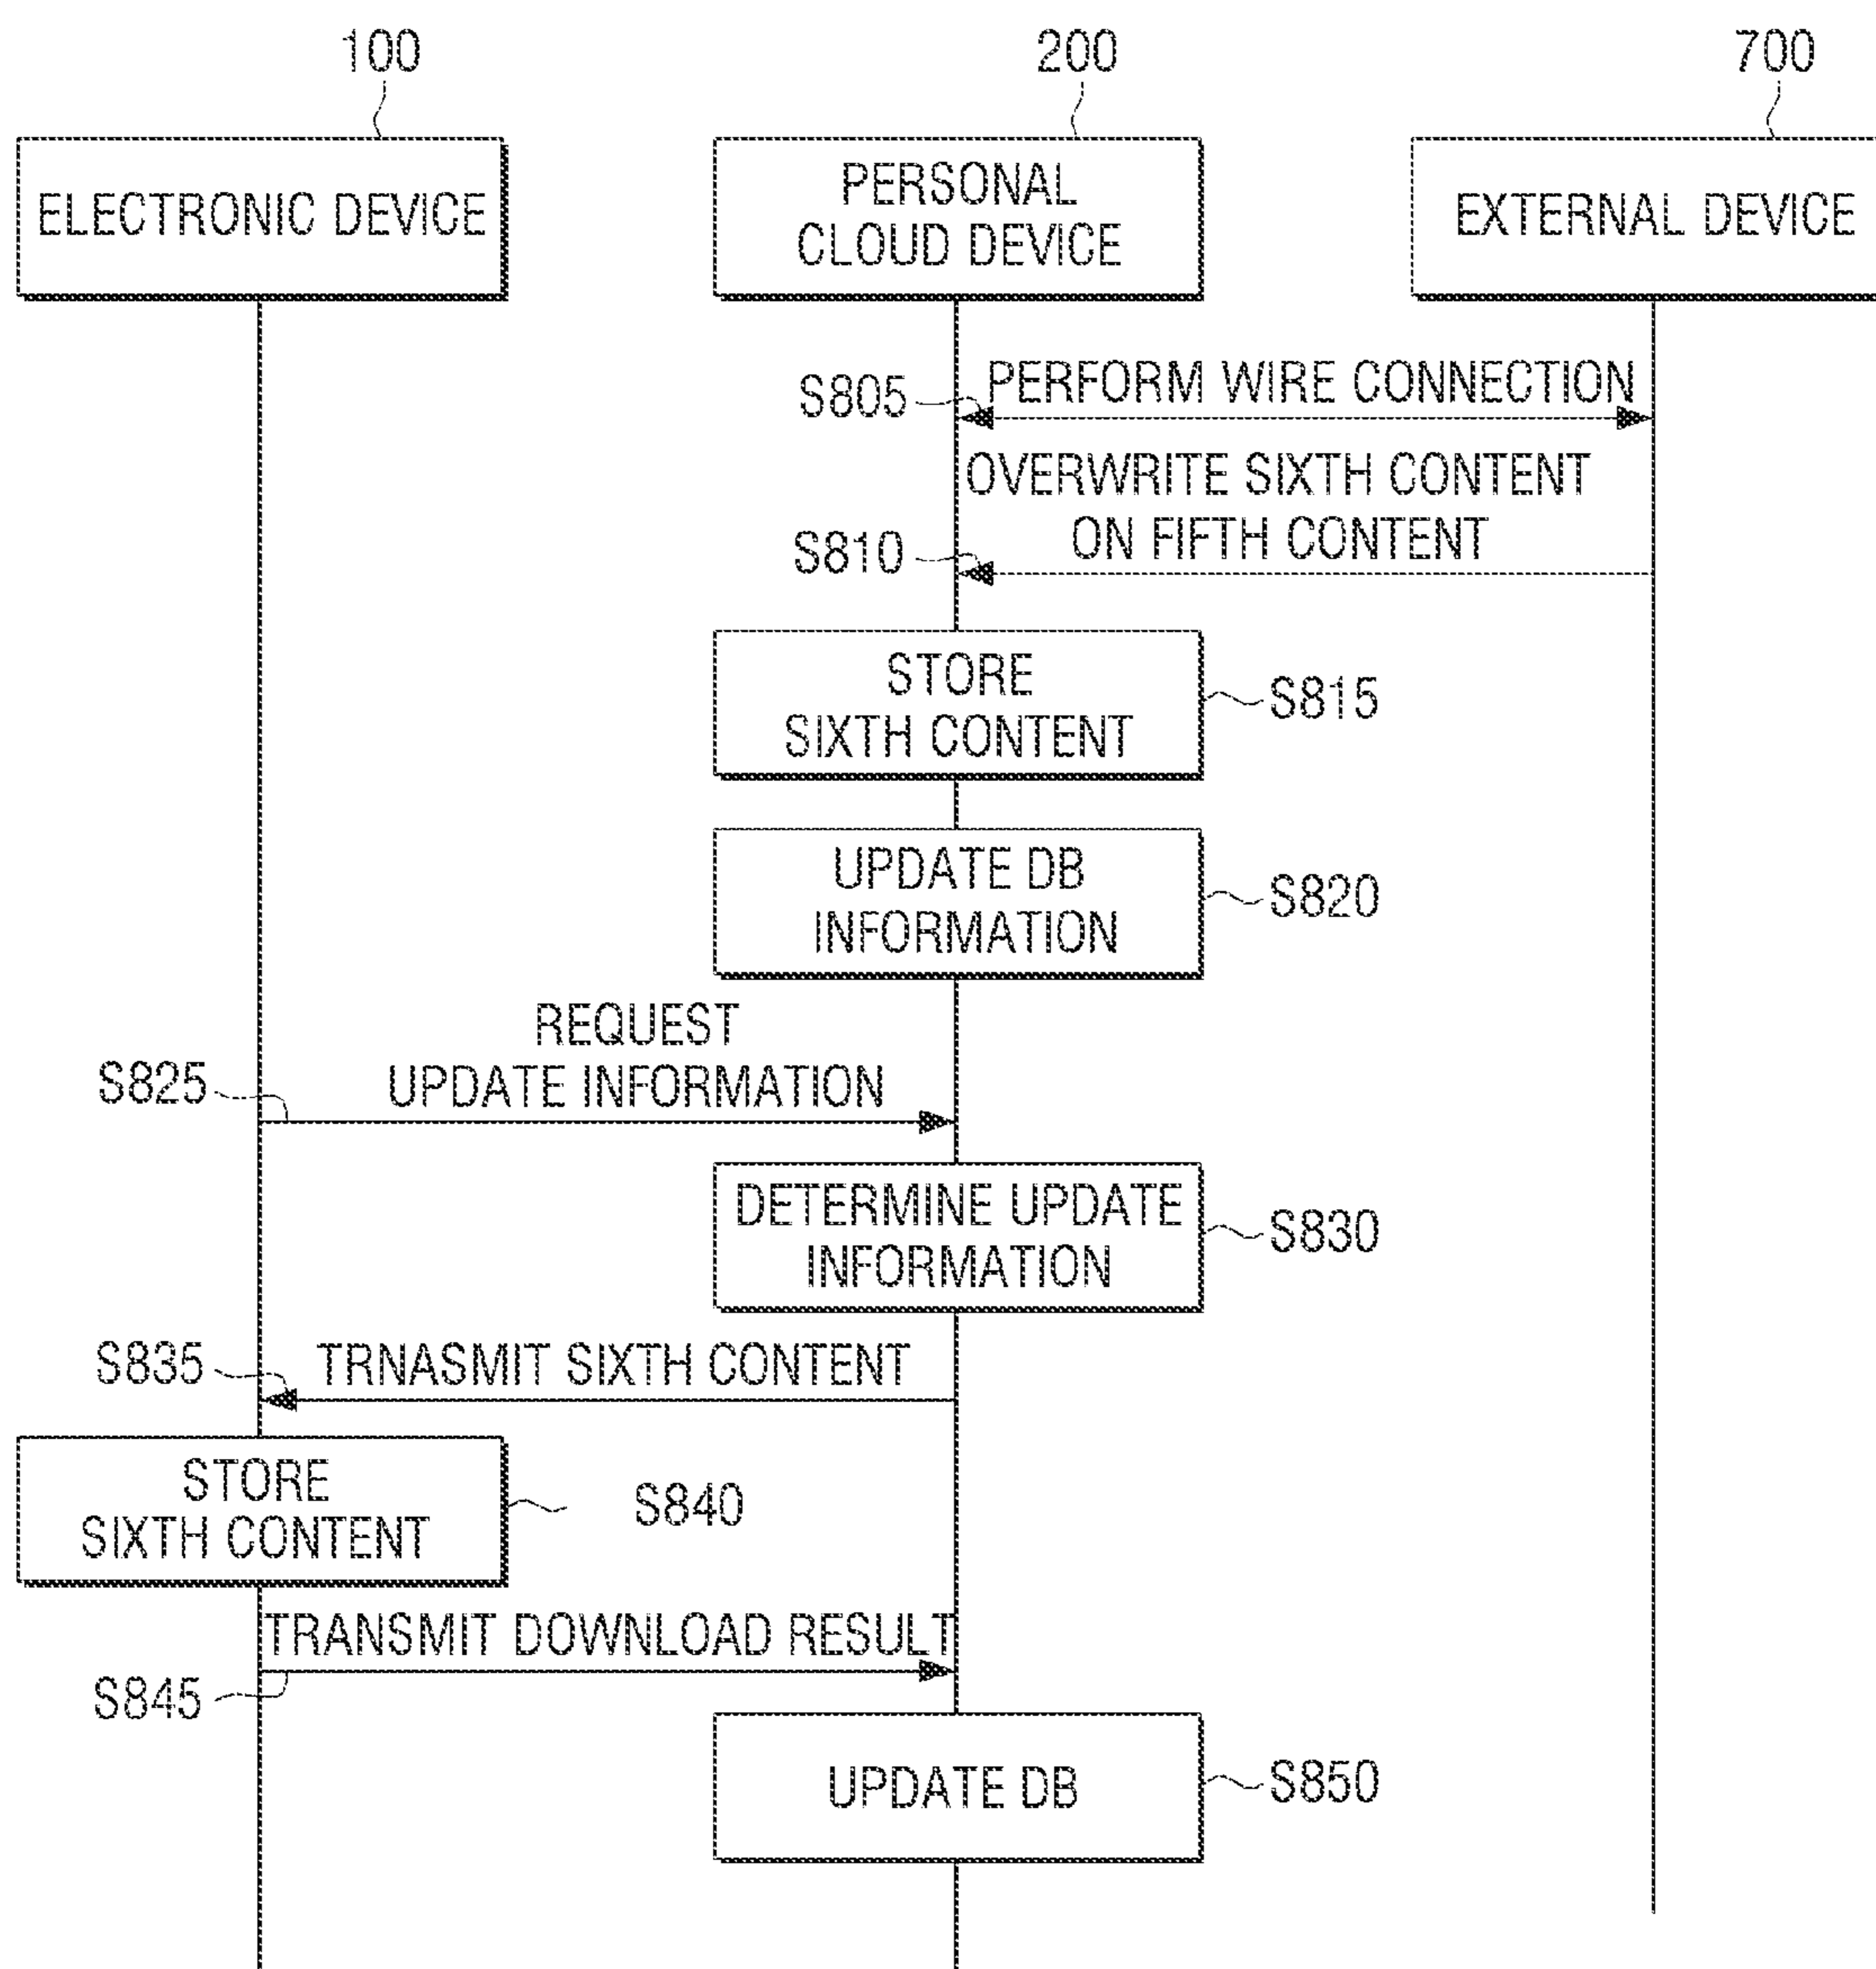 100
200
700
ELECTRONIC DEVICE
PERSONAL
CLOUD DEVICE
EXTERNAL DEVICE
S805
PERFORM WIRE CONNECTION
OVERWRITE SIXTH CONTENT
ON FIFTH CONTENT
S810
STORE
SIXTH CONTENT
S815
UPDATE DB
INFORMATION
S820
REQUEST
UPDATE INFORMATION
S825
DETERMINE UPDATE
INFORMATION
S830
S835
TRNASMIT SIXTH CONTENT
STORE
SIXTH CONTENT
S840
TRANSMIT DOWNLOAD RESULT
S845
UPDATE DB
S850